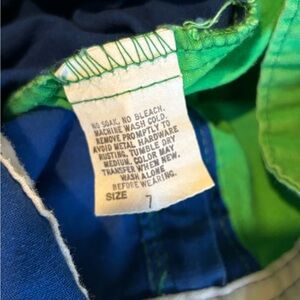 NO SOAK, NO BLEACH.
MACHINE WASH COLD.
REMOVE PROMPTLY TO
AVOID METAL HARDWARE
RUSTING. TUMBLE DRY
MEDIUM. COLOR MAY
TRANSFER WHEN NEW.
WASH ALONE
BEFORE WEARING.
SIZE 7